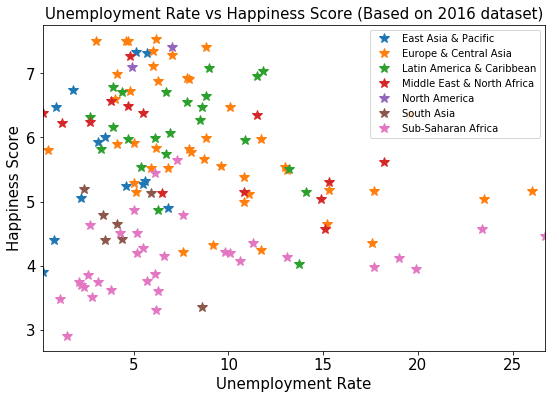 Unemployment Rate vs Happiness Score (Based on 2016 dataset)
East Asia & Pacific
Europe & Central Asia
Latin America & Caribbean
Middle East & North Africa
North America
South Asia
Sub-Saharan Africa
Happiness Score
7
6
5
4
3
5
10
15
20
25
Unemployment Rate